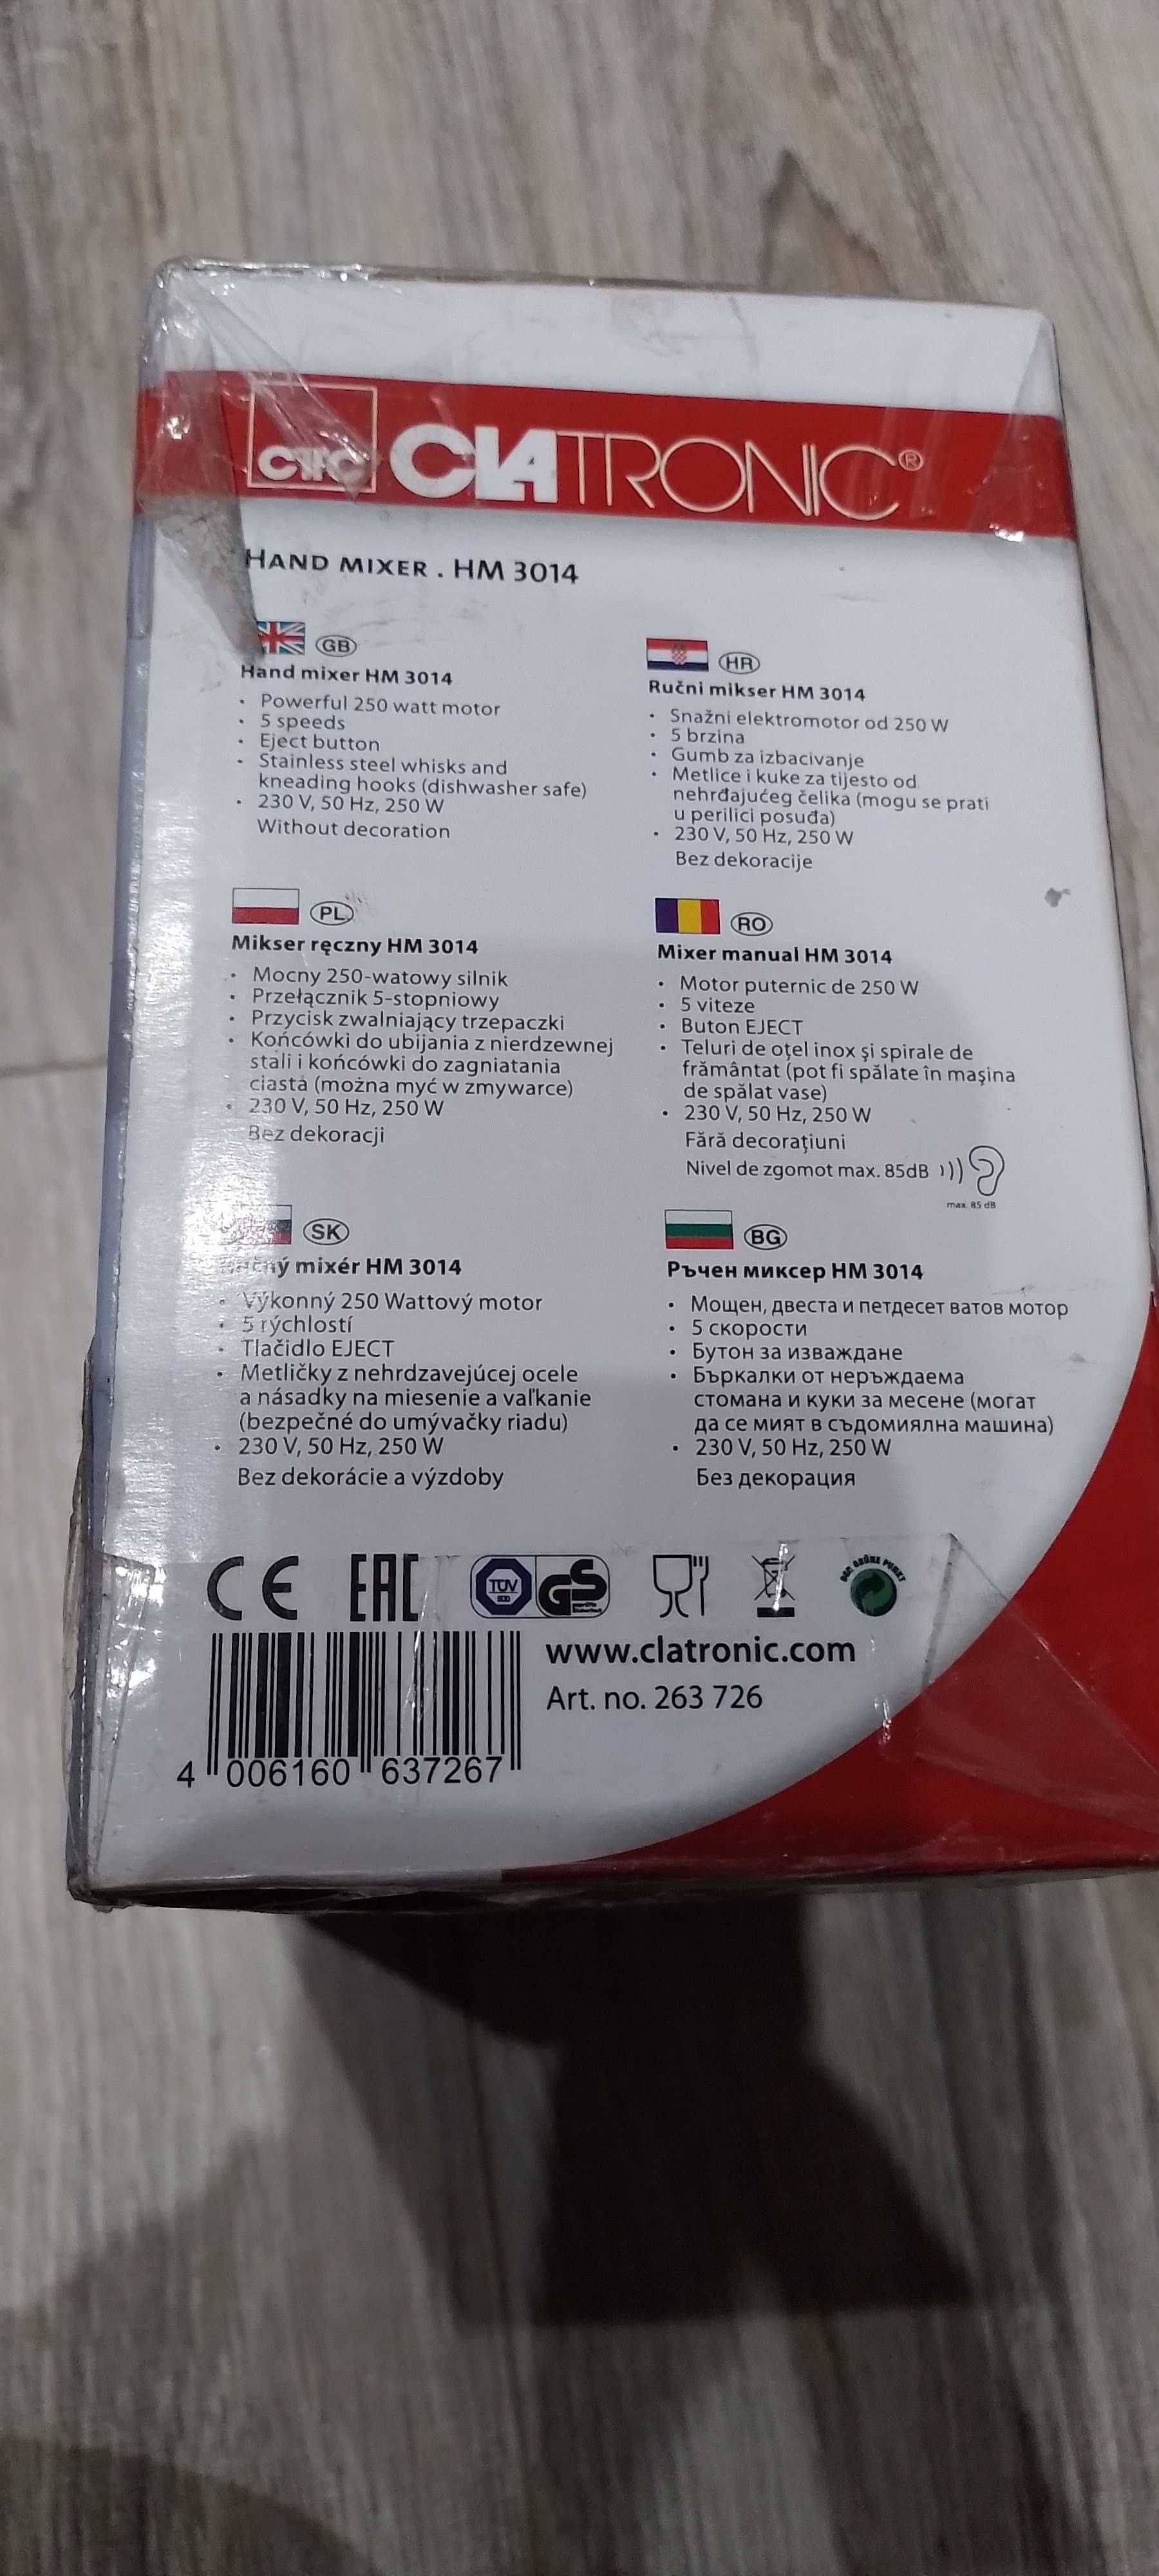 CTC CLATRONIC®
HAND MIXER . HM 3014
GB
Hand mixer HM 3014
• Powerful 250 watt motor
• 5 speeds
• Eject button
• Stainless steel whisks and
kneading hooks (dishwasher safe)
• 230 V, 50 Hz, 250 W
Without decoration
HR
Ručni mikser HM 3014
• Snažni elektromotor od 250 W
• 5 brzina
• Gumb za izbacivanje
• Metlice i kuke za tijesto od
nehrđajućeg čelika (mogu se prati
u perilici posuđa)
• 230 V, 50 Hz, 250 W
Bez dekoracije
PL
Mikser ręczny HM 3014
• Mocny 250-watowy silnik
• Przełącznik 5-stopniowy
• Przycisk zwalniający trzepaczki
• Końcówki do ubijania z nierdzewnej
stali i końcówki do zagniatania
ciasta (można myć w zmywarce)
• 230 V, 50 Hz, 250 W
Bez dekoracji
RO
Mixer manual HM 3014
• Motor puternic de 250 W
• 5 viteze
• Buton EJECT
• Teluri de oţel inox şi spirale de
frământat (pot fi spălate în maşina
de spălat vase)
• 230 V, 50 Hz, 250 W
Fără decoraţiuni
Nivel de zgomot max. 85dB
max. 85 dB
SK
mixér HM 3014
• Výkonný 250 Wattový motor
• 5 rýchlostí
• Tlačidlo EJECT
• Metličky z nehrdzavejúcej ocele
a násadky na miesenie a vaľkanie
(bezpečné do umývačky riadu)
• 230 V, 50 Hz, 250 W
Bez dekorácie a výzdoby
BG
Ръчен миксер HM 3014
• Мощен, двеста и петдесет ватов мотор
• 5 скорости
• Бутон за изваждане
• Бъркалки от неръждаема
стомана и куки за месене (могат
да се мият в съдомиялна машина)
• 230 V, 50 Hz, 250 W
Без декорация
CE EAC TÜV GS DER GRÜNE PUNKT
www.clatronic.com
Art. no. 263 726
4 006160 637267